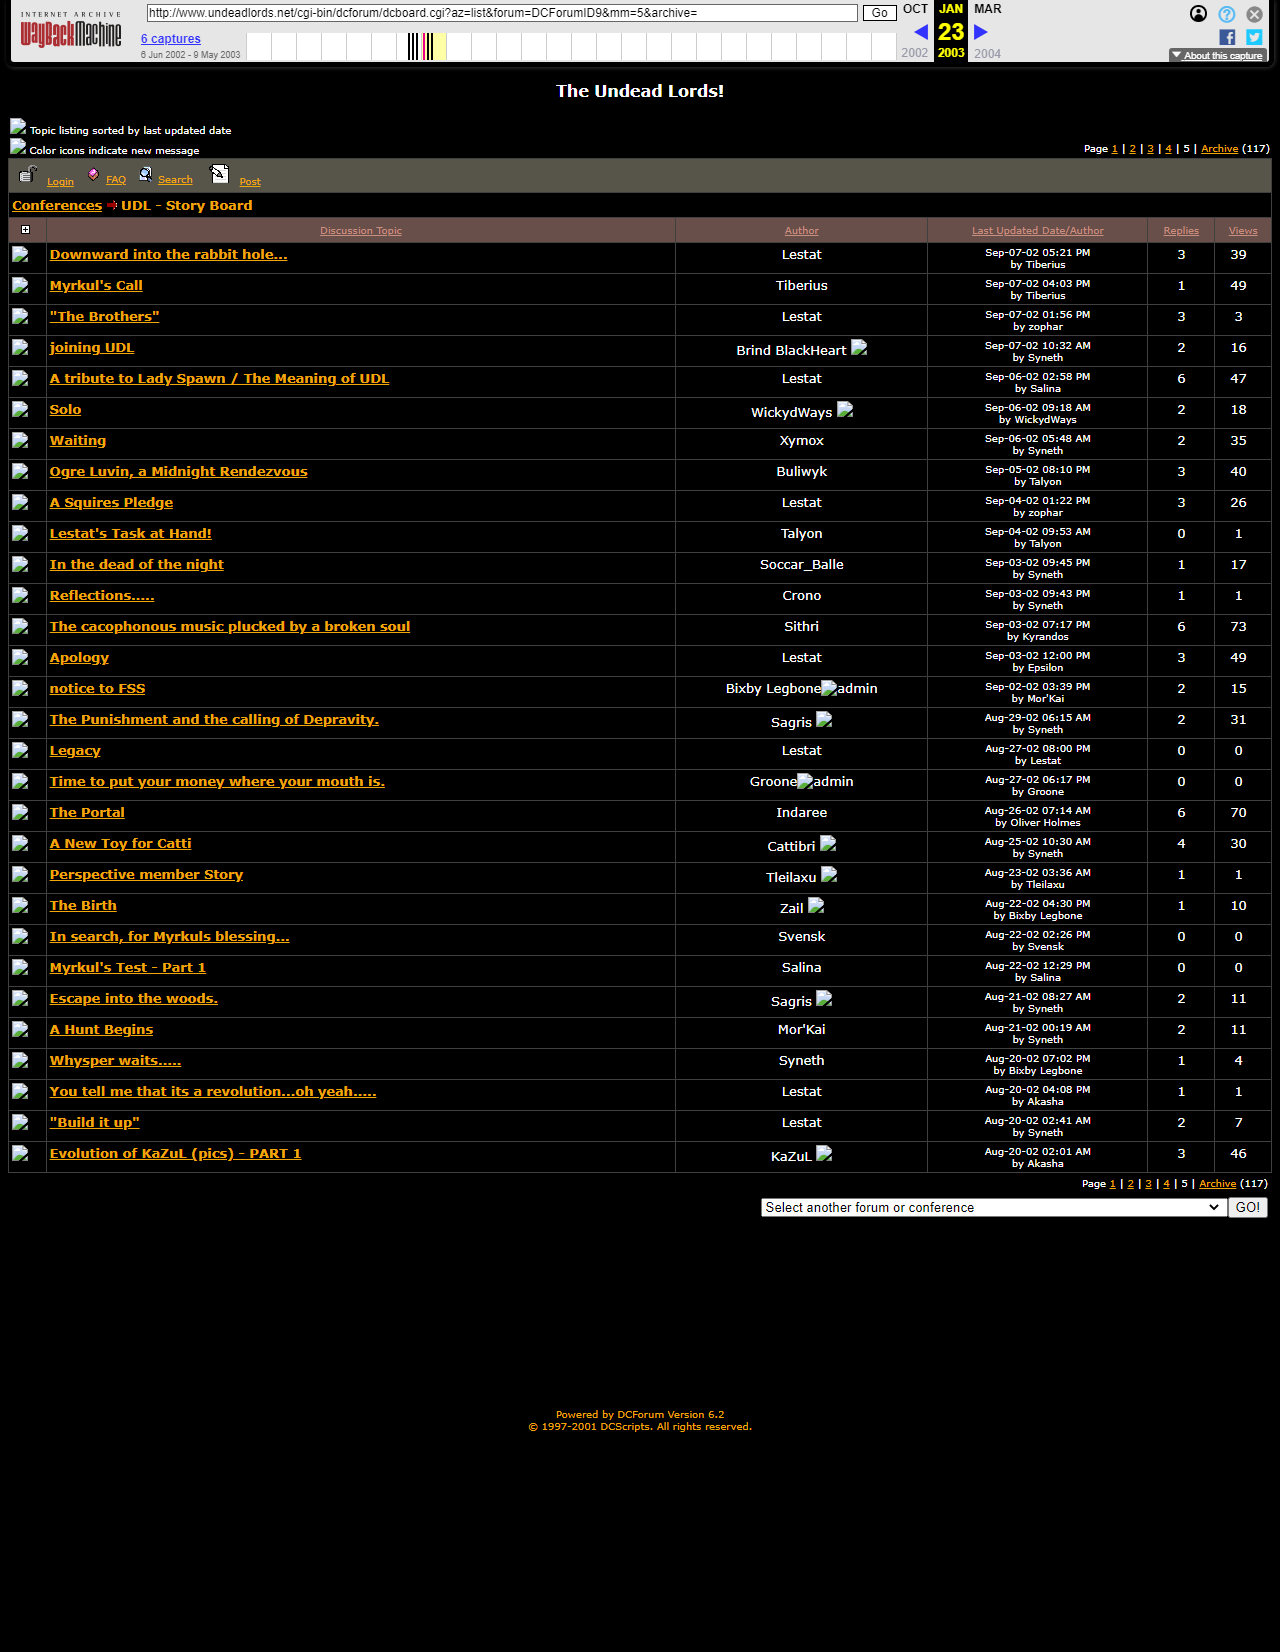 INTERNET ARCHIVE
WayBackMachine
http://www.undeadlords.net/cgi-bin/dcforum/dcboard.cgi?az=list&forum=DCForumID9&mm=5&archive=
Go
OCT JAN MAR
6 captures
23
6 Jun 2002 - 9 May 2003
2002 2003 2004
About this capture
The Undead Lords!
Topic listing sorted by last updated date
Color icons indicate new message
Page 1 | 2 | 3 | 4 | 5 | Archive (117)
Login FAQ Search Post
Conferences UDL - Story Board
Discussion Topic Author Last Updated Date/Author Replies Views
Downward into the rabbit hole... Lestat Sep-07-02 05:21 PM 3 39
by Tiberius
Myrkul's Call Tiberius Sep-07-02 04:03 PM 1 49
by Tiberius
"The Brothers" Lestat Sep-07-02 01:56 PM 3 3
by zophar
joining UDL Brind BlackHeart Sep-07-02 10:32 AM 2 16
by Syneth
A tribute to Lady Spawn / The Meaning of UDL Lestat Sep-06-02 02:58 PM 6 47
by Salina
Solo WickydWays Sep-06-02 09:18 AM 2 18
by WickydWays
Waiting Xymox Sep-06-02 05:48 AM 2 35
by Syneth
Ogre Luvin, a Midnight Rendezvous Buliwyk Sep-05-02 08:10 PM 3 40
by Talyon
A Squires Pledge Lestat Sep-04-02 01:22 PM 3 26
by zophar
Lestat's Task at Hand! Talyon Sep-04-02 09:53 AM 0 1
by Talyon
In the dead of the night Soccar_Balle Sep-03-02 09:45 PM 1 17
by Syneth
Reflections..... Crono Sep-03-02 09:43 PM 1 1
by Syneth
The cacophonous music plucked by a broken soul Sithri Sep-03-02 07:17 PM 6 73
by Kyrandos
Apology Lestat Sep-03-02 12:00 PM 3 49
by Epsilon
notice to FSS Bixby Legbone admin Sep-02-02 03:39 PM 2 15
by Mor'Kai
The Punishment and the calling of Depravity. Sagris Aug-29-02 06:15 AM 2 31
by Syneth
Legacy Lestat Aug-27-02 08:00 PM 0 0
by Lestat
Time to put your money where your mouth is. Groone admin Aug-27-02 06:17 PM 0 0
by Groone
The Portal Indaree Aug-26-02 07:14 AM 6 70
by Oliver Holmes
A New Toy for Catti Cattibri Aug-25-02 10:30 AM 4 30
by Syneth
Perspective member Story Tleilaxu Aug-23-02 03:36 AM 1 1
by Tleilaxu
The Birth Zail Aug-22-02 04:30 PM 1 10
by Bixby Legbone
In search, for Myrkuls blessing... Svensk Aug-22-02 02:26 PM 0 0
by Svensk
Myrkul's Test - Part 1 Salina Aug-22-02 12:29 PM 0 0
by Salina
Escape into the woods. Sagris Aug-21-02 08:27 AM 2 11
by Syneth
A Hunt Begins Mor'Kai Aug-21-02 00:19 AM 2 11
by Syneth
Whysper waits..... Syneth Aug-20-02 07:02 PM 1 4
by Bixby Legbone
You tell me that its a revolution...oh yeah..... Lestat Aug-20-02 04:08 PM 1 1
by Akasha
"Build it up" Lestat Aug-20-02 02:41 AM 2 7
by Syneth
Evolution of KaZuL (pics) - PART 1 KaZuL Aug-20-02 02:01 AM 3 46
by Akasha
Page 1 | 2 | 3 | 4 | 5 | Archive (117)
Select another forum or conference GO!
Powered by DCForum Version 6.2
© 1997-2001 DCScripts. All rights reserved.